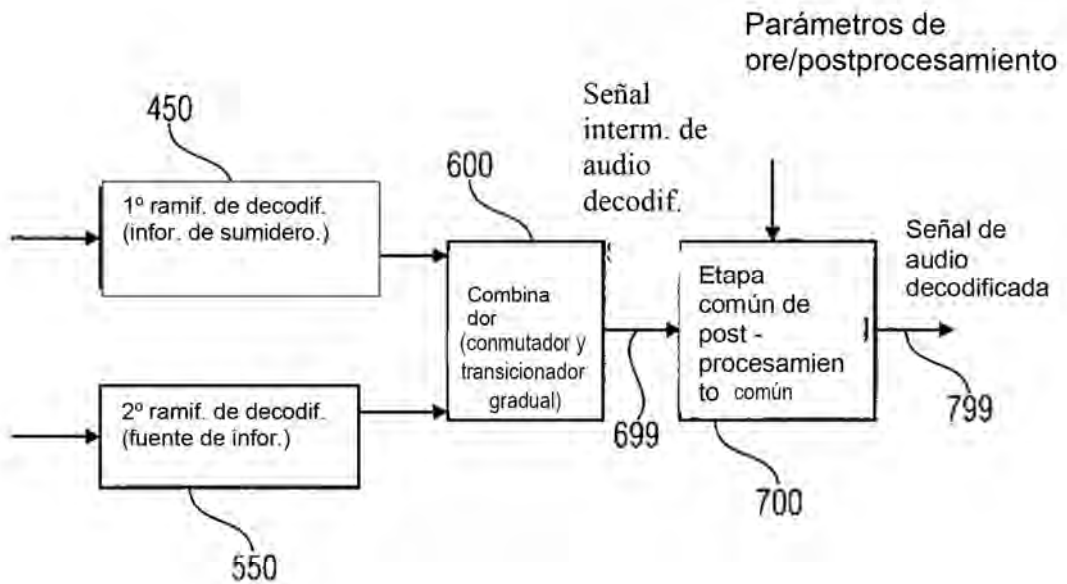 Parámetros de
ore/postprocesamiento
450
1º ramif. de decodif.
(infor. de sumidero.)
600
Señal
interm. de
audio
decodif.
Combina
dor
(conmutador y
transicionador
gradual)
699
Etapa
común de
post -
procesamien
to común
700
Señal de
audio
decodificada
799
2º ramif. de decodif.
(fuente de infor.)
550